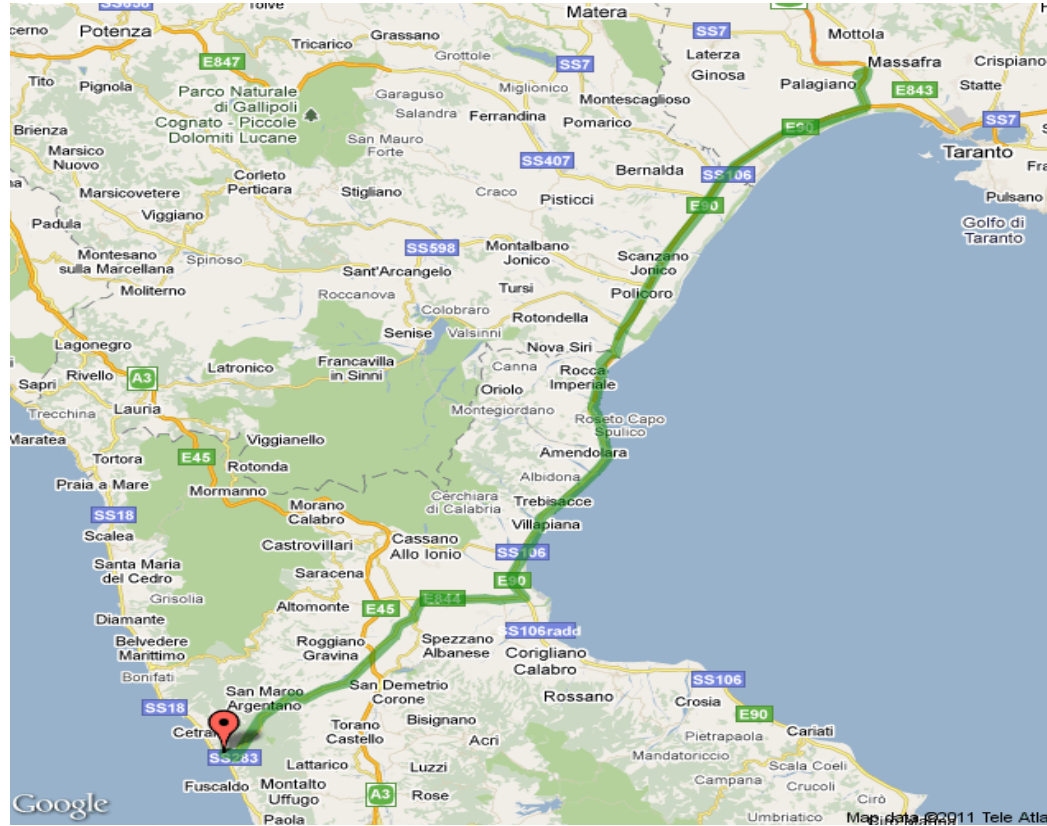 SS658
Tolve
Matera
Potenza
Grassano
Tricarico
SS7
Mottola
E847
Grottole
Laterza
Massafra
Tito
Pignola
SS7
Ginosa
Palagiano
Crispiano
Parco Naturale
di Gallipoli
Cognato - Piccole
Dolomiti Lucane
Garaguso
Miglionico
Montescaglioso
E843
Statte
Salandra
Ferrandina
Pomarico
E90
SS7
Brienza
San Mauro
Forte
Taranto
Marsico
Nuovo
SS407
Bernalda
SS106
Corleto
Perticara
Marsicovetere
Stigliano
Craco
Pisticci
E90
Pulsano
Viggiano
Padula
Golfo di
Taranto
Montesano
sulla Marcellana
Spinoso
SS598
Montalbano
Jonico
Scanzano
Jonico
Sant'Arcangelo
Moliterno
Roccanova
Tursi
Policoro
Colobraro
Rotondella
Senise
Valsinni
Lagonegro
Nova Siri
Rivello
Latronico
Francavilla
in Sinni
Canna
Rocca
Imperiale
Sapri
A3
Oriolo
Trecchina
Lauria
Montegiordano
Roseto Capo
Spulico
Maratea
Viggianello
Amendolara
Tortora
E45
Rotonda
Albidona
Praia a Mare
Mormanno
Cerchiara
di Calabria
Trebisacce
Morano
Calabro
SS18
Villapiana
Scalea
Castrovillari
Cassano
Allo Ionio
SS106
Santa Maria
del Cedro
Saracena
E90
Grisolia
Altomonte
E45
E844
Diamante
SS106radd
Belvedere
Marittimo
Roggiano
Gravina
Spezzano
Albanese
Corigliano
Calabro
Bonifati
SS106
San Marco
Argentano
San Demetrio
Corone
Rossano
Crosia
SS18
Bisignano
E90
Cetraro
Torano
Castello
Acri
Pietrapaola
Cariati
SS283
Mandatoriccio
Lattarico
Luzzi
Scala Coeli
Fuscaldo
Montalto
Uffugo
A3
Rose
Campana
Crucoli
Cirò
Google
Paola
Umbriatico
Map data ©2011 Tele Atla